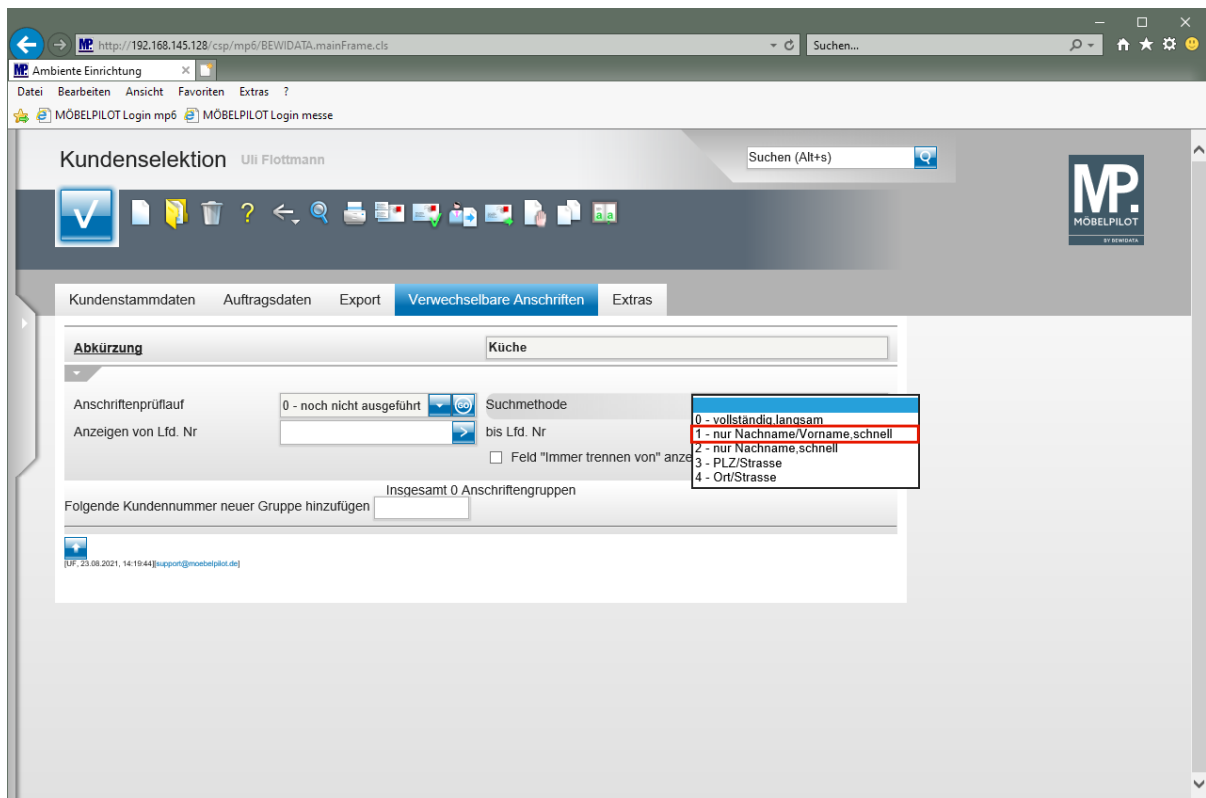 http://192.168.145.128/csp/mp6/BEWIDATA.mainFrame.cls
Suchen...
MP. Ambiente Einrichtung
Datei Bearbeiten Ansicht Favoriten Extras ?
MÖBELPILOT Login mp6 MÖBELPILOT Login messe
Kundenselektion Uli Flottmann
Suchen (Alt+s)
MP.
MÖBELPILOT
BY BEWIDATA
Kundenstammdaten Auftragsdaten Export Verwechselbare Anschriften Extras
Abkürzung Küche
Anschriftenprüflauf 0 - noch nicht ausgeführt GO Suchmethode
0 - vollständig,langsam
Anzeigen von Lfd. Nr bis Lfd. Nr
1 - nur Nachname/Vorname,schnell
2 - nur Nachname,schnell
Feld "Immer trennen von" anze
3 - PLZ/Strasse
4 - Ort/Strasse
Insgesamt 0 Anschriftengruppen
Folgende Kundennummer neuer Gruppe hinzufügen
[UF, 23.08.2021, 14:19:44][support@moebelpilot.de]